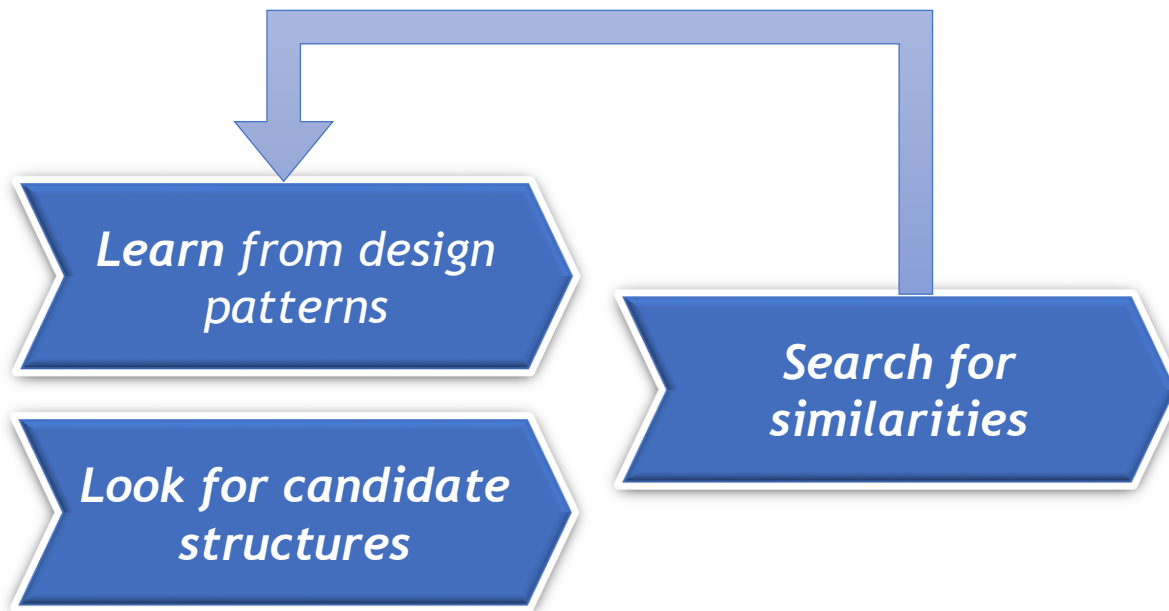 Learn from design
patterns
Search for
similarities
Look for candidate
structures